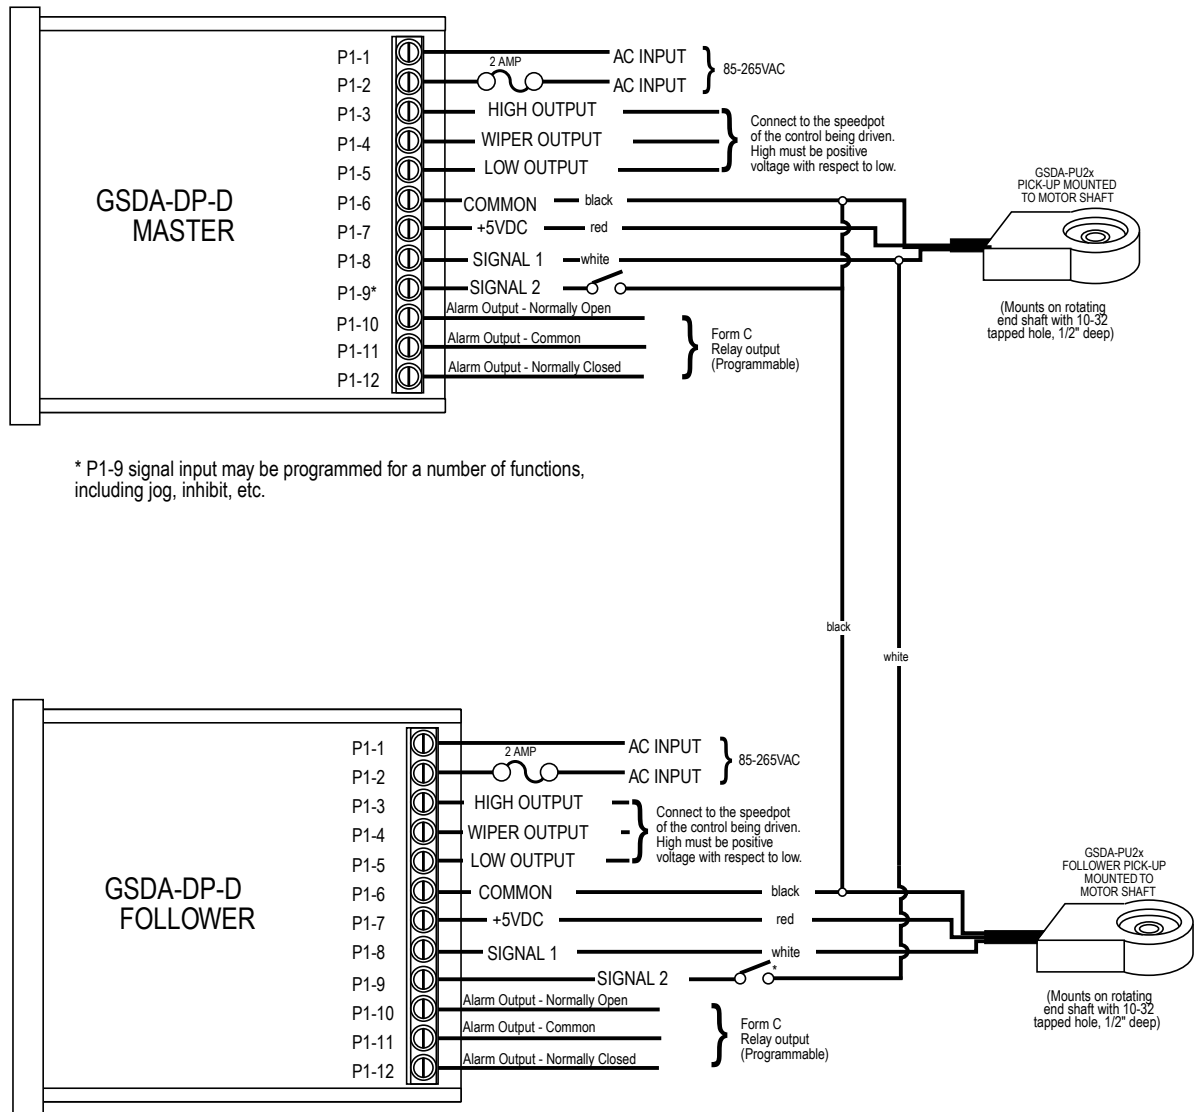 P1-1
AC INPUT
2 AMP
P1-2
AC INPUT
85-265VAC
P1-3
HIGH OUTPUT
P1-4
WIPER OUTPUT
P1-5
LOW OUTPUT
Connect to the speedpot
of the control being driven.
High must be positive
voltage with respect to low.
GSDA-DP-D
MASTER
P1-6
COMMON
black
P1-7
+5VDC
red
P1-8
SIGNAL 1
white
P1-9*
SIGNAL 2
P1-10
Alarm Output - Normally Open
P1-11
Alarm Output - Common
P1-12
Alarm Output - Normally Closed
Form C
Relay output
(Programmable)
GSDA-PU2x
PICK-UP MOUNTED
TO MOTOR SHAFT
(Mounts on rotating
end shaft with 10-32
tapped hole, 1/2" deep)
* P1-9 signal input may be programmed for a number of functions,
including jog, inhibit, etc.
black
white
P1-1
AC INPUT
2 AMP
P1-2
AC INPUT
85-265VAC
P1-3
HIGH OUTPUT
P1-4
WIPER OUTPUT
P1-5
LOW OUTPUT
Connect to the speedpot
of the control being driven.
High must be positive
voltage with respect to low.
GSDA-DP-D
FOLLOWER
P1-6
COMMON
black
P1-7
+5VDC
red
P1-8
SIGNAL 1
white
P1-9
SIGNAL 2
*
P1-10
Alarm Output - Normally Open
P1-11
Alarm Output - Common
P1-12
Alarm Output - Normally Closed
Form C
Relay output
(Programmable)
GSDA-PU2x
FOLLOWER PICK-UP
MOUNTED TO
MOTOR SHAFT
(Mounts on rotating
end shaft with 10-32
tapped hole, 1/2" deep)